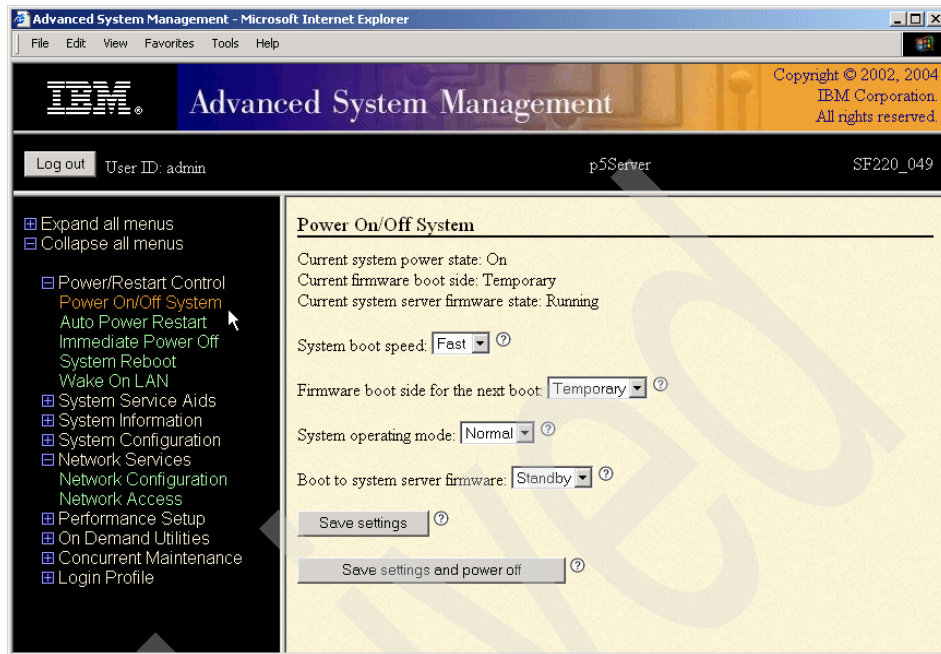 Advanced System Management - Microsoft Internet Explorer
File Edit View Favorites Tools Help
IBM®
Advanced System Management
Copyright © 2002, 2004
IBM Corporation.
All rights reserved.
Log out User ID: admin p5Server SF220_049
Expand all menus
Collapse all menus
Power/Restart Control
Power On/Off System
Auto Power Restart
Immediate Power Off
System Reboot
Wake On LAN
System Service Aids
System Information
System Configuration
Network Services
Network Configuration
Network Access
Performance Setup
On Demand Utilities
Concurrent Maintenance
Login Profile
Power On/Off System
Current system power state: On
Current firmware boot side: Temporary
Current system server firmware state: Running
System boot speed: Fast ?
Firmware boot side for the next boot: Temporary ?
System operating mode: Normal ?
Boot to system server firmware: Standby ?
Save settings ?
Save settings and power off ?